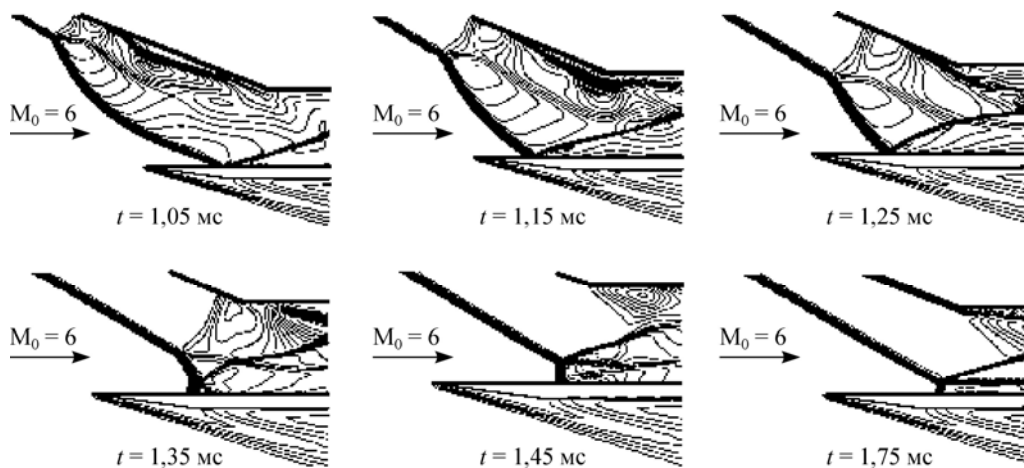 M₀ = 6
M₀ = 6
M₀ = 6
t = 1,05 мс
t = 1,15 мс
t = 1,25 мс
M₀ = 6
M₀ = 6
M₀ = 6
t = 1,35 мс
t = 1,45 мс
t = 1,75 мс